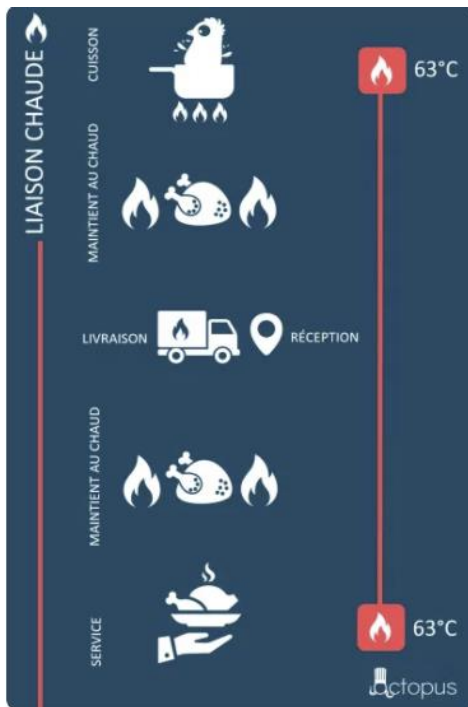 LIAISON CHAUDE
CUISSON
63°C
MAINTIENT AU CHAUD
LIVRAISON
RÉCEPTION
MAINTIENT AU CHAUD
SERVICE
63°C
octopus